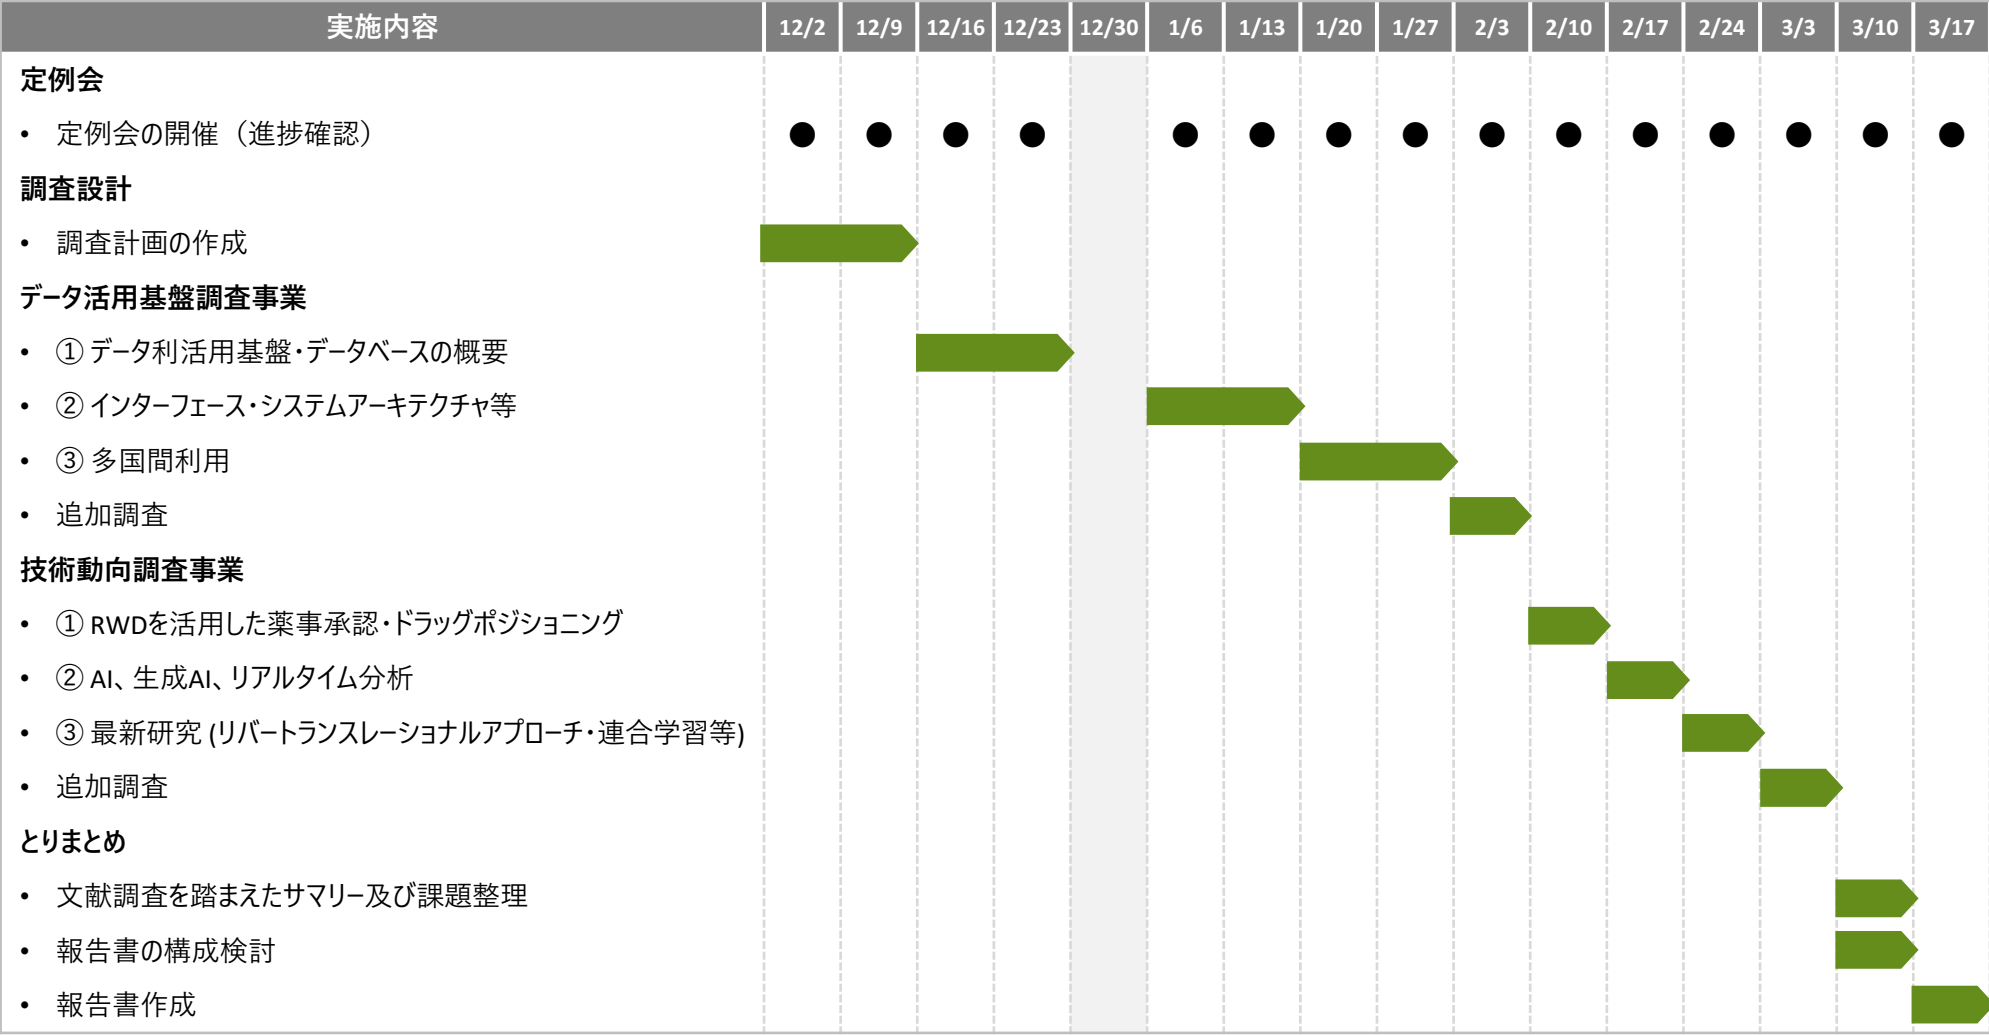 実施内容 12/2 12/9 12/16 12/23 12/30 1/6 1/13 1/20 1/27 2/3 2/10 2/17 2/24 3/3 3/10 3/17
定例会
• 定例会の開催（進捗確認）
調査設計
• 調査計画の作成
データ活用基盤調査事業
• ① データ利活用基盤・データベースの概要
• ② インターフェース・システムアーキテクチャ等
• ③ 多国間利用
• 追加調査
技術動向調査事業
• ① RWDを活用した薬事承認・ドラッグポジショニング
• ② AI、生成AI、リアルタイム分析
• ③ 最新研究 (リバートランスレーショナルアプローチ・連合学習等)
• 追加調査
とりまとめ
• 文献調査を踏まえたサマリー及び課題整理
• 報告書の構成検討
• 報告書作成